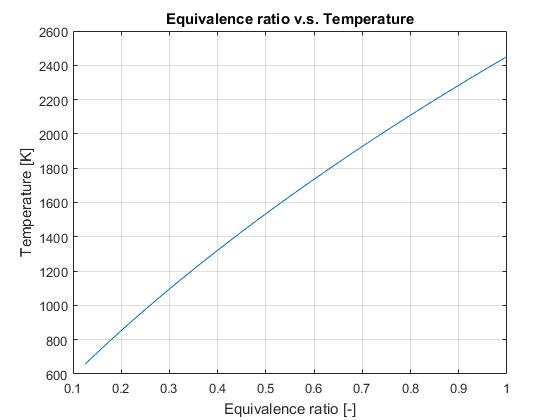 Equivalence ratio v.s. Temperature
2600
2400
2200
2000
1800
1600
1400
1200
1000
800
600
Temperature [K]
0.1 0.2 0.3 0.4 0.5 0.6 0.7 0.8 0.9 1
Equivalence ratio [-]